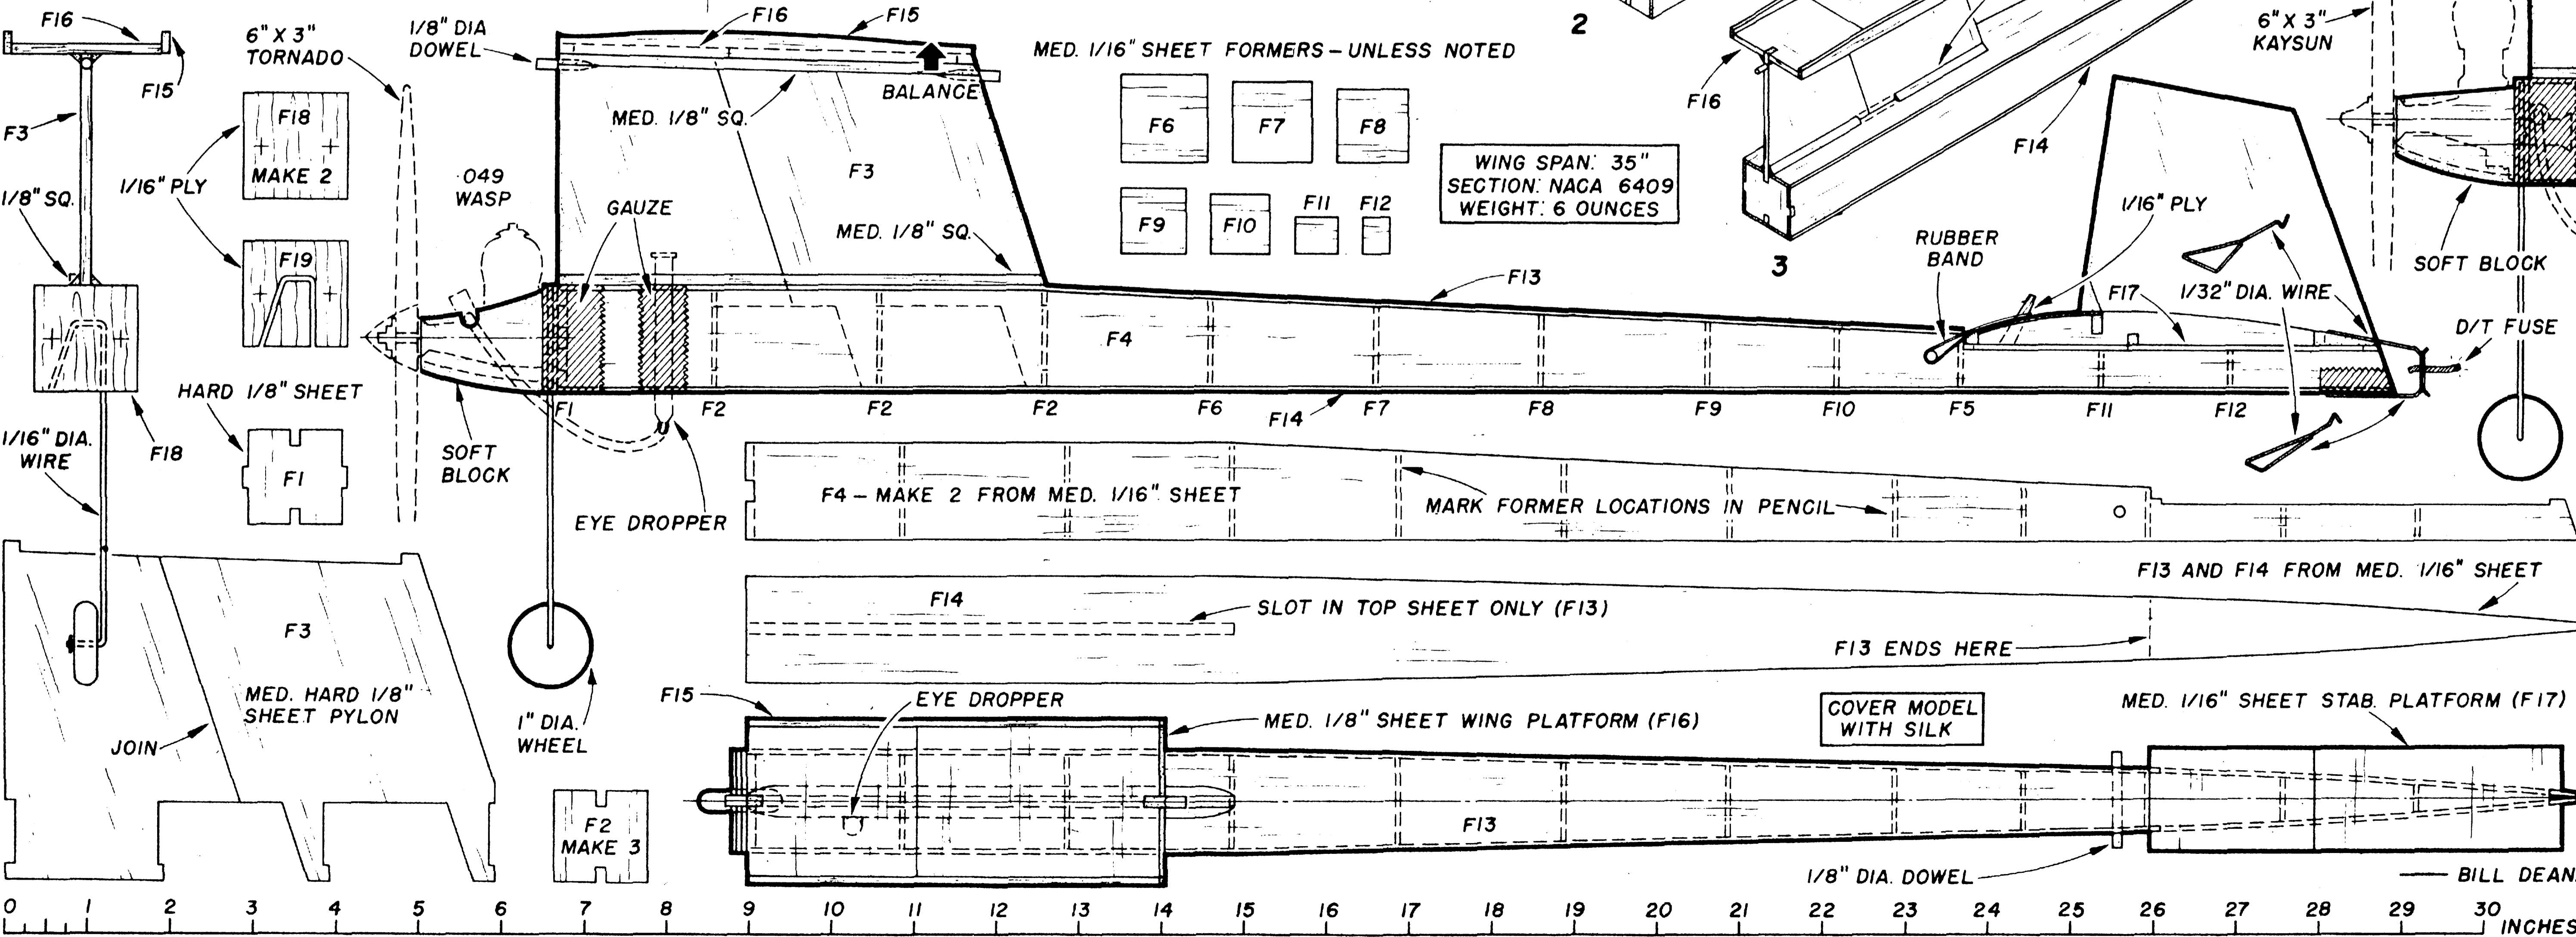 F16
F15
F3
1/8" SQ.
1/16" DIA.
WIRE
F18
6" X 3"
TORNADO
F18
MAKE 2
1/16" PLY
F19
HARD 1/8" SHEET
F1
1/8" DIA
DOWEL
.049
WASP
F16
F15
MED. 1/8" SQ.
BALANCE
F3
GAUZE
MED. 1/8" SQ.
MED. 1/16" SHEET FORMERS – UNLESS NOTED
F6
F7
F8
F9
F10
F11
F12
WING SPAN: 35"
SECTION: NACA 6409
WEIGHT: 6 OUNCES
2
F16
F14
3
6" X 3"
KAYSUN
SOFT BLOCK
1/16" PLY
RUBBER
BAND
F13
F17
1/32" DIA. WIRE
D/T FUSE
F4
F1
F2
F2
F2
F6
F14
F7
F8
F9
F10
F5
F11
F12
SOFT
BLOCK
EYE DROPPER
F4 – MAKE 2 FROM MED. 1/16" SHEET
MARK FORMER LOCATIONS IN PENCIL
F13 AND F14 FROM MED. 1/16" SHEET
F14
SLOT IN TOP SHEET ONLY (F13)
F13 ENDS HERE
F3
MED. HARD 1/8"
SHEET PYLON
JOIN
1" DIA.
WHEEL
F2
MAKE 3
F15
EYE DROPPER
MED. 1/8" SHEET WING PLATFORM (F16)
COVER MODEL
WITH SILK
MED. 1/16" SHEET STAB. PLATFORM (F17)
F13
1/8" DIA. DOWEL
BILL DEAN
0 1 2 3 4 5 6 7 8 9 10 11 12 13 14 15 16 17 18 19 20 21 22 23 24 25 26 27 28 29 30 INCHES